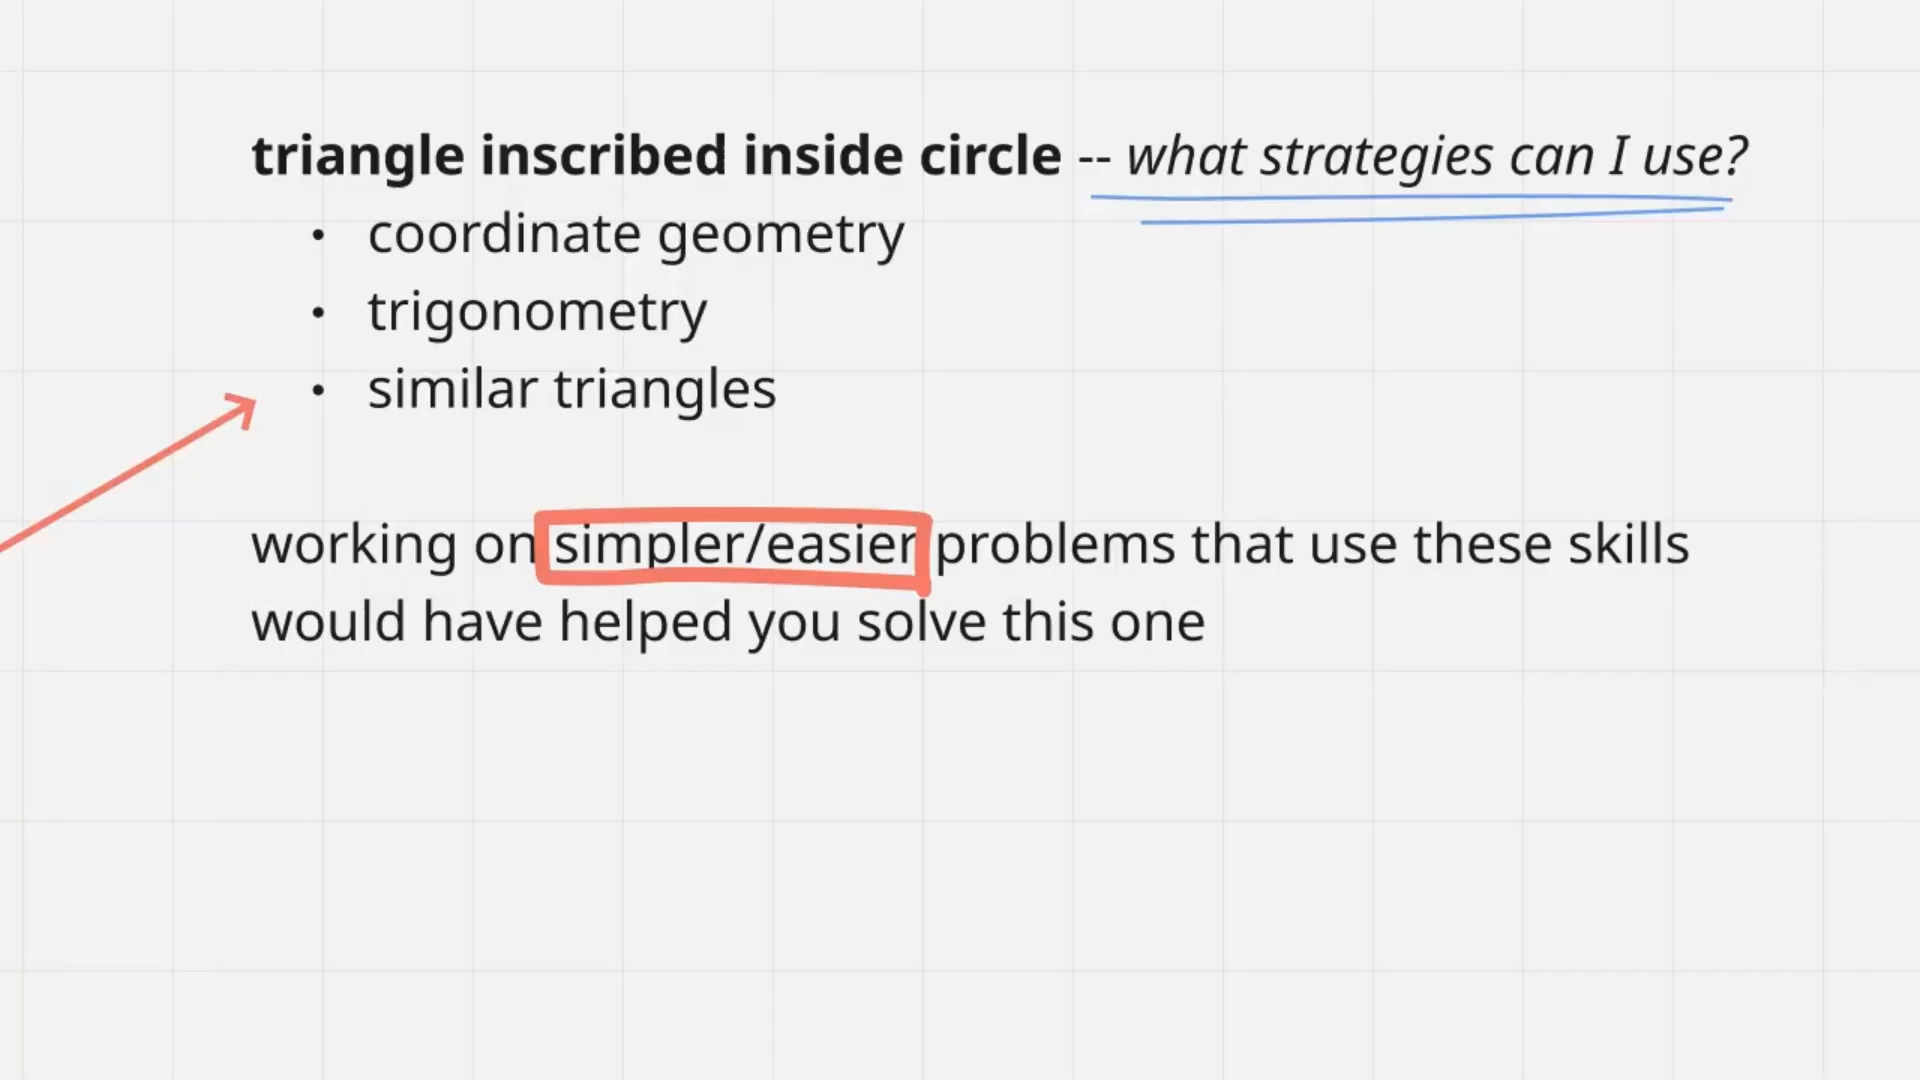 triangle inscribed inside circle -- what strategies can I use?
• coordinate geometry
• trigonometry
• similar triangles
working on simpler/easier problems that use these skills
would have helped you solve this one